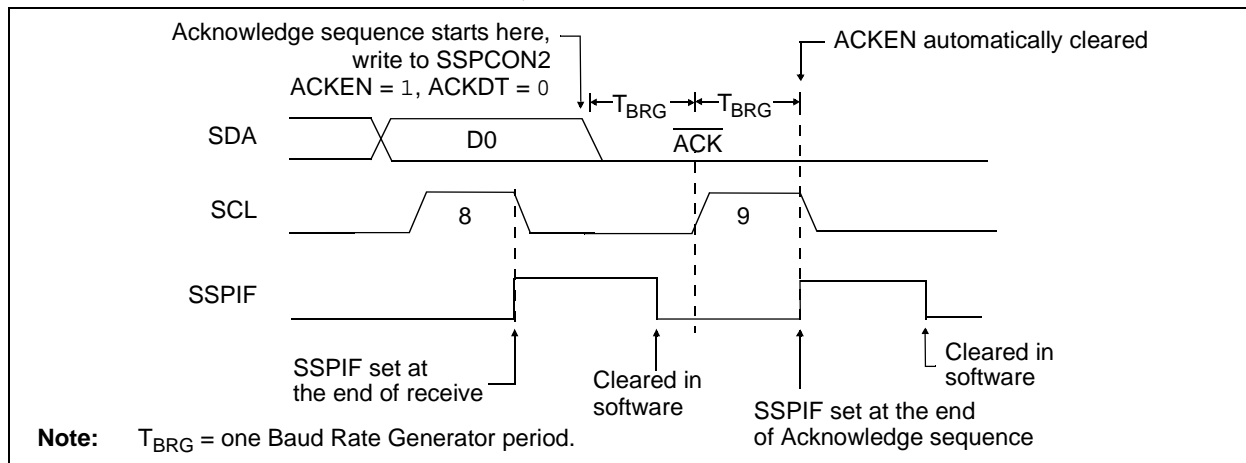 Acknowledge sequence starts here,
write to SSPCON2
ACKEN = 1, ACKDT = 0
ACKEN automatically cleared
TBRG
TBRG
SDA
D0
ACK
SCL
8
9
SSPIF
SSPIF set at
the end of receive
Cleared in
software
SSPIF set at the end
of Acknowledge sequence
Cleared in
software
Note: TBRG = one Baud Rate Generator period.